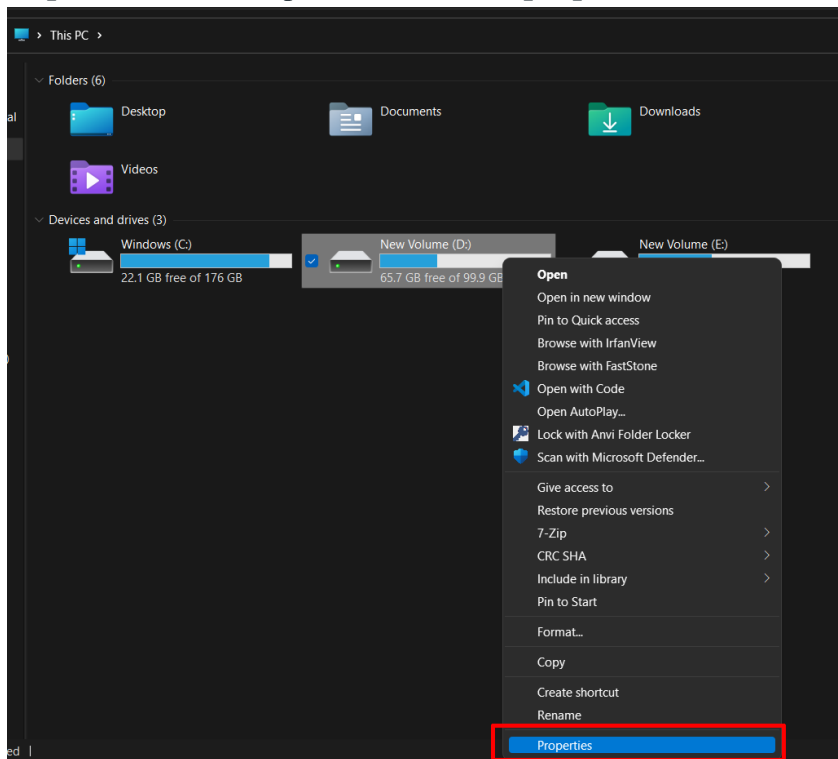 This PC
Folders (6)
al
Desktop
Documents
Downloads
Videos
Devices and drives (3)
Windows (C:)
22.1 GB free of 176 GB
New Volume (D:)
65.7 GB free of 99.9 GB
New Volume (E:)
Open
Open in new window
Pin to Quick access
Browse with IrfanView
Browse with FastStone
Open with Code
Open AutoPlay...
Lock with Anvi Folder Locker
Scan with Microsoft Defender...
Give access to
Restore previous versions
7-Zip
CRC SHA
Include in library
Pin to Start
Format...
Copy
Create shortcut
Rename
Properties
ed